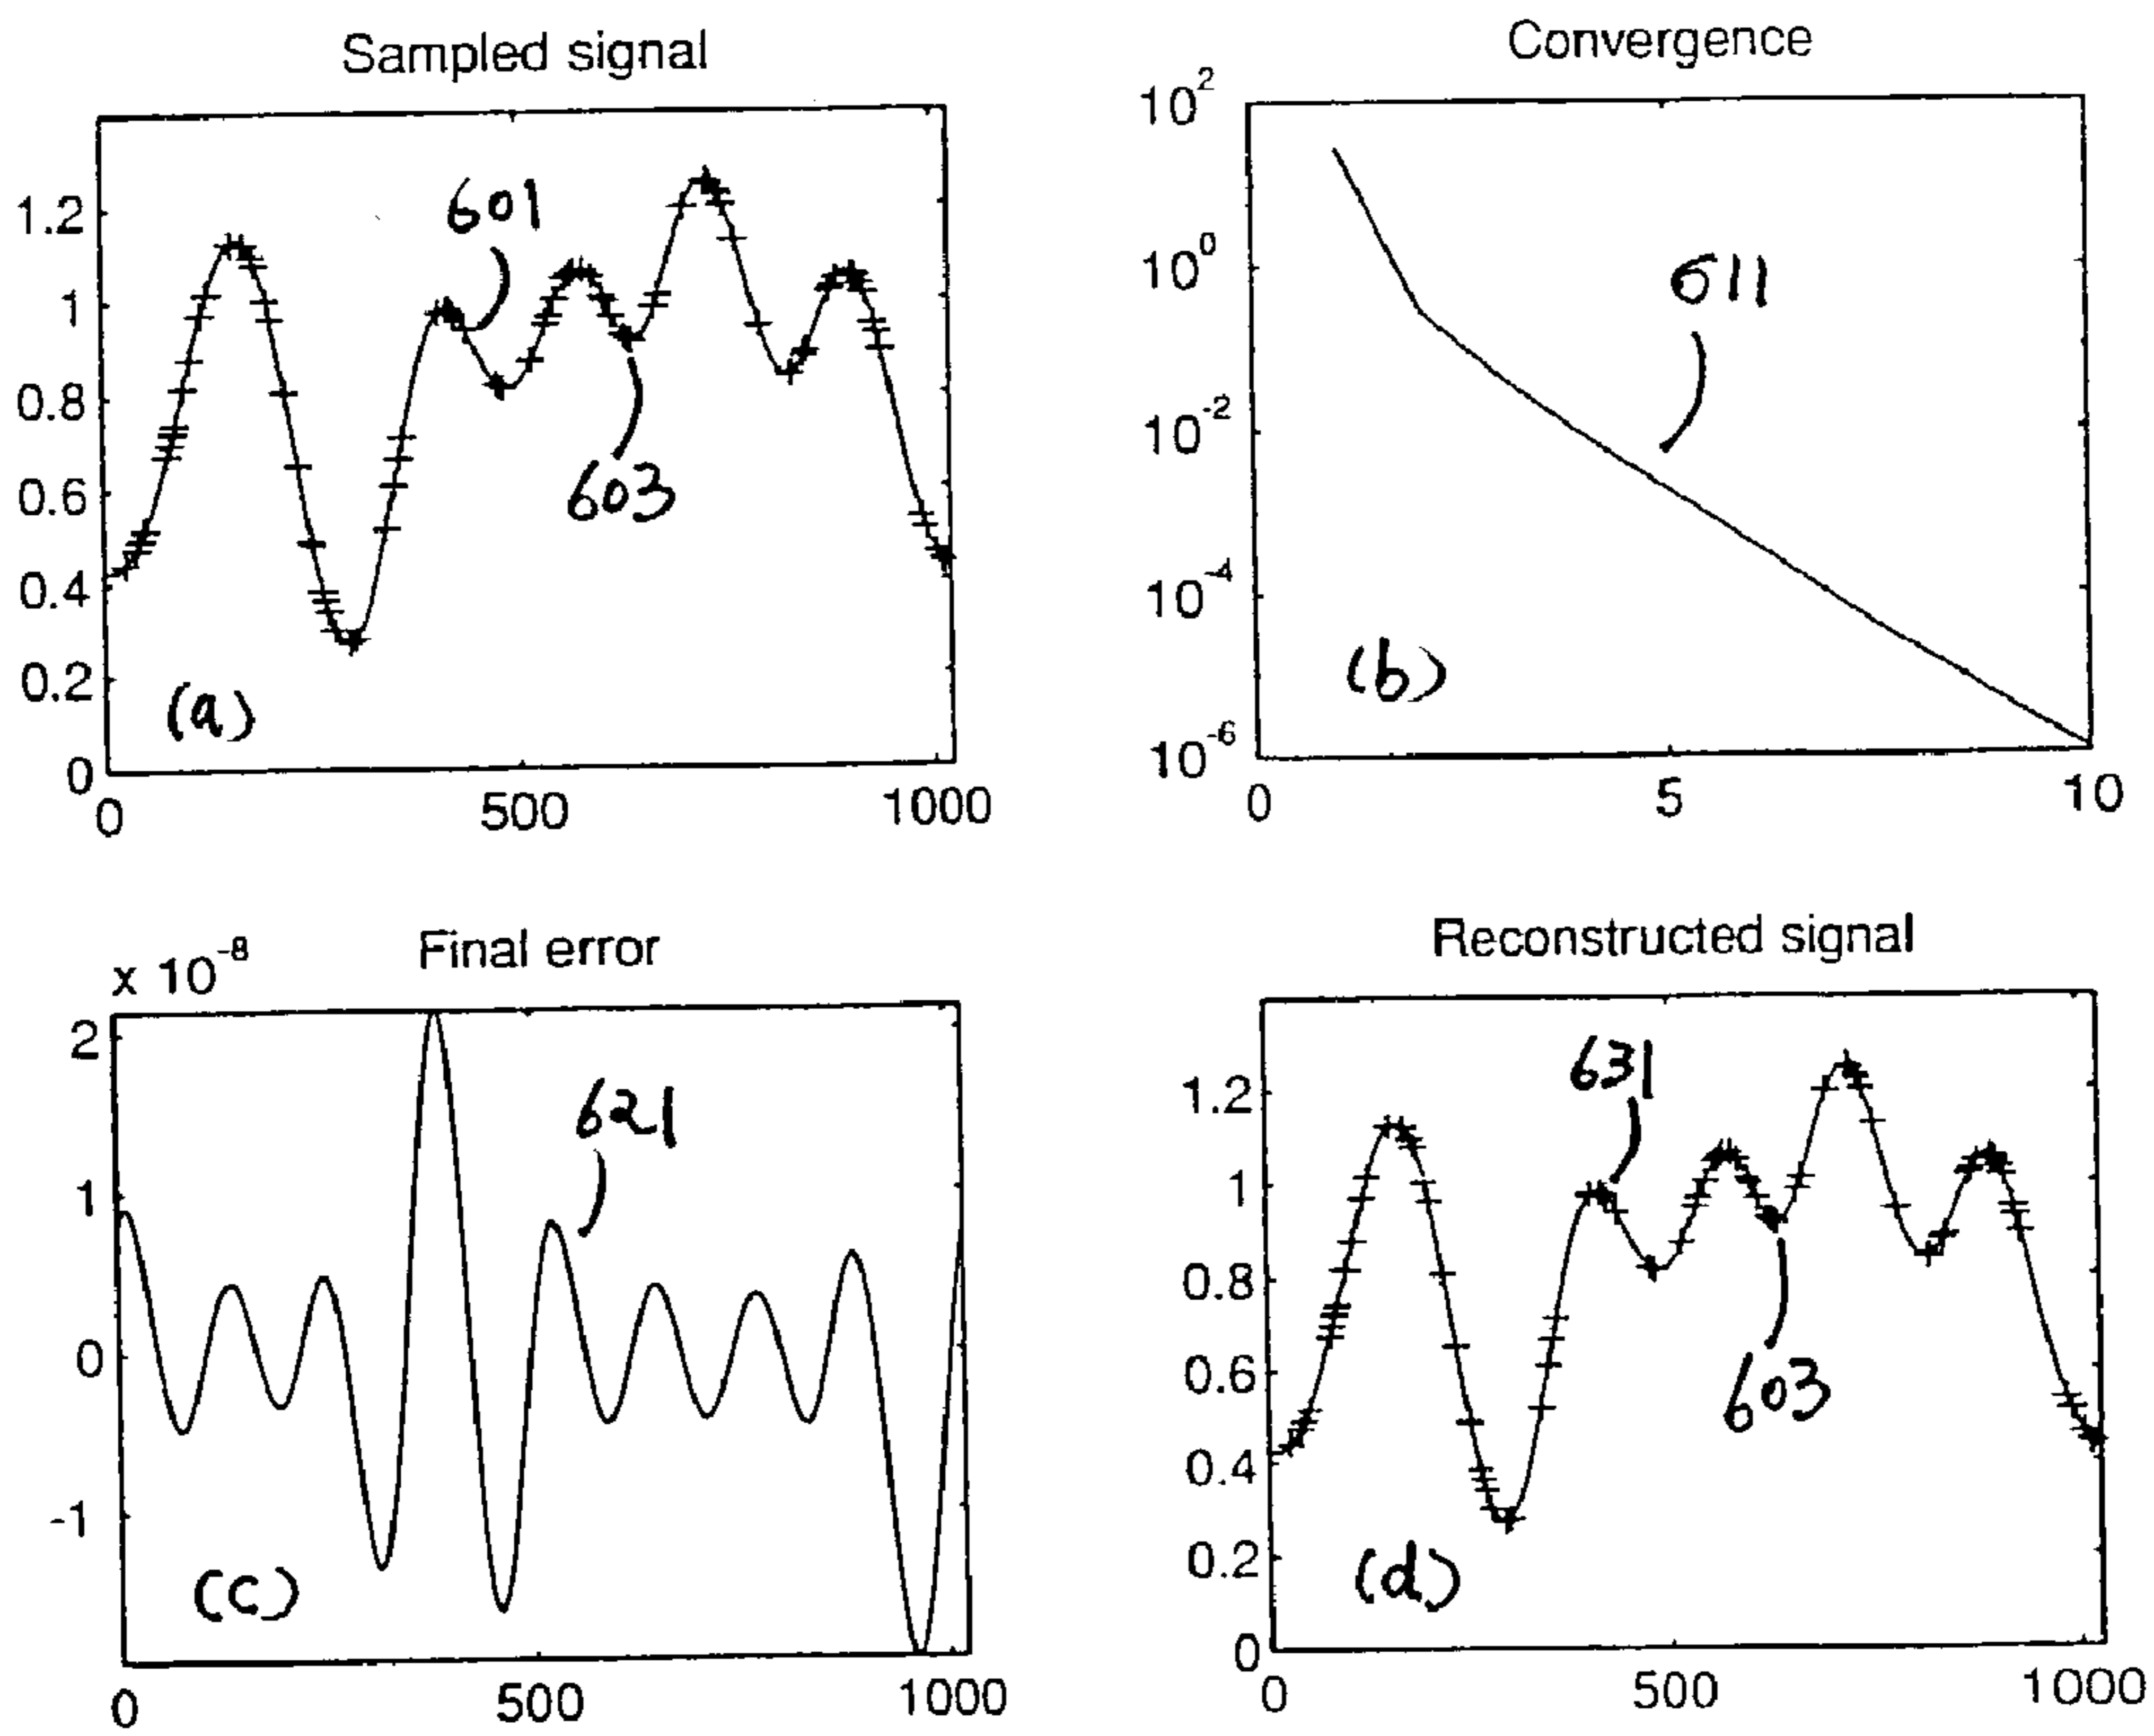 Sampled signal
1.2
1
0.8
0.6
0.4
0.2
0
0 500 1000
601
603
(a)
Convergence
10^2
10^0
10^-2
10^-4
10^-6
0 5 10
611
(b)
Final error
x 10^-8
2
1
0
-1
0 500 1000
621
(c)
Reconstructed signal
1.2
1
0.8
0.6
0.4
0.2
0
0 500 1000
631
603
(d)